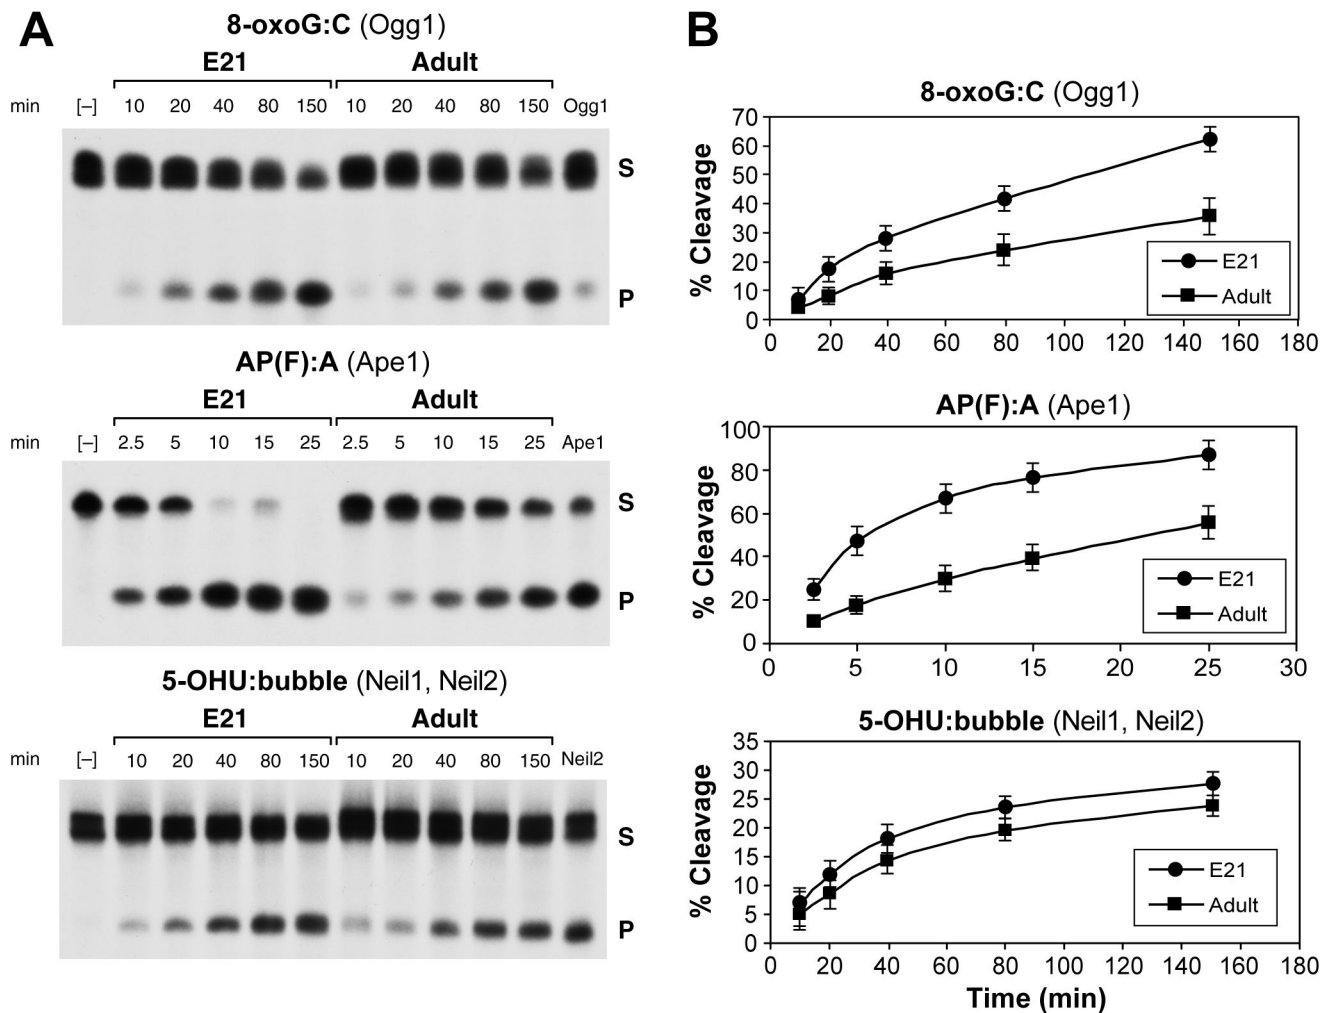 A
8-oxoG:C (Ogg1)
E21 Adult
min [–] 10 20 40 80 150 10 20 40 80 150 Ogg1
S
P
AP(F):A (Ape1)
E21 Adult
min [–] 2.5 5 10 15 25 2.5 5 10 15 25 Ape1
S
P
5-OHU:bubble (Neil1, Neil2)
E21 Adult
min [–] 10 20 40 80 150 10 20 40 80 150 Neil2
S
P
B
8-oxoG:C (Ogg1)
% Cleavage
70
60
50
40
30
20
10
0
E21
Adult
0 20 40 60 80 100 120 140 160 180
AP(F):A (Ape1)
% Cleavage
100
80
60
40
20
0
E21
Adult
0 5 10 15 20 25 30
5-OHU:bubble (Neil1, Neil2)
% Cleavage
35
30
25
20
15
10
5
0
E21
Adult
0 20 40 60 80 100 120 140 160 180
Time (min)